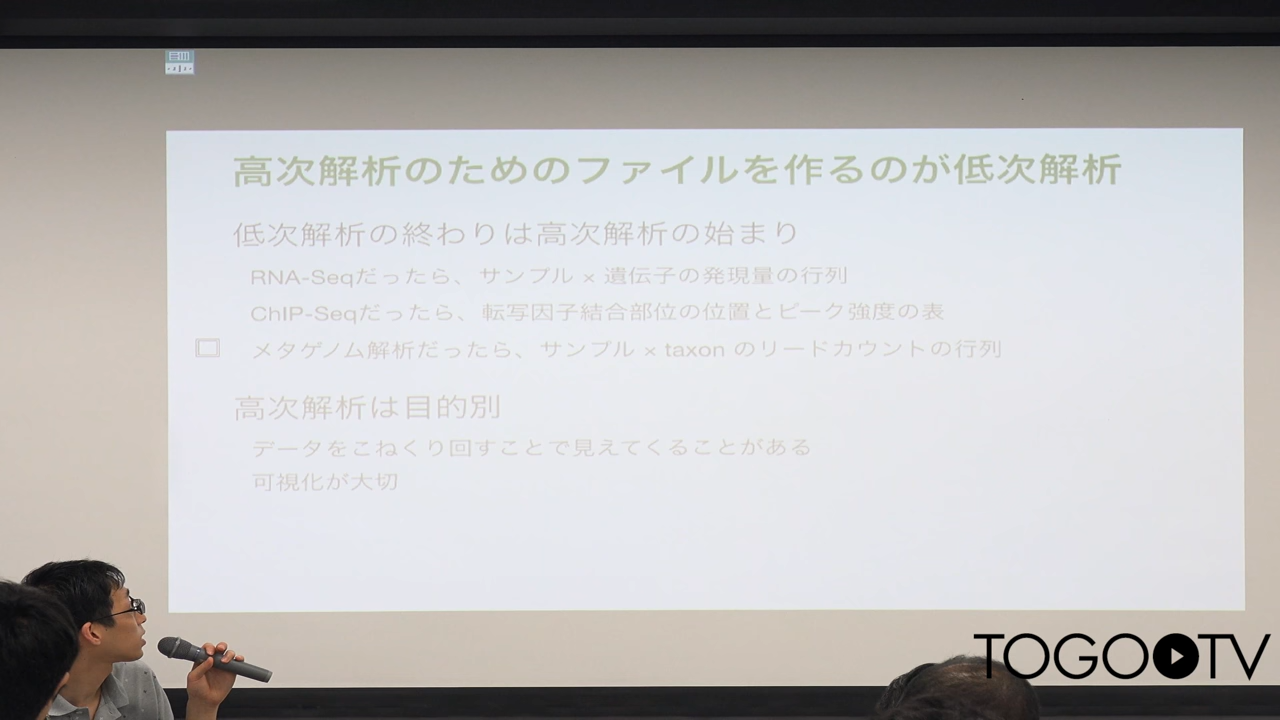 高次解析のためのファイルを作るのが低次解析
低次解析の終わりは高次解析の始まり
RNA-Seqだったら、サンプル × 遺伝子の発現量の行列
ChIP-Seqだったら、転写因子結合部位の位置とピーク強度の表
メタゲノム解析だったら、サンプル × taxon のリードカウントの行列
高次解析は目的別
データをこねくり回すことで見えてくることがある
可視化が大切
TOGOTV